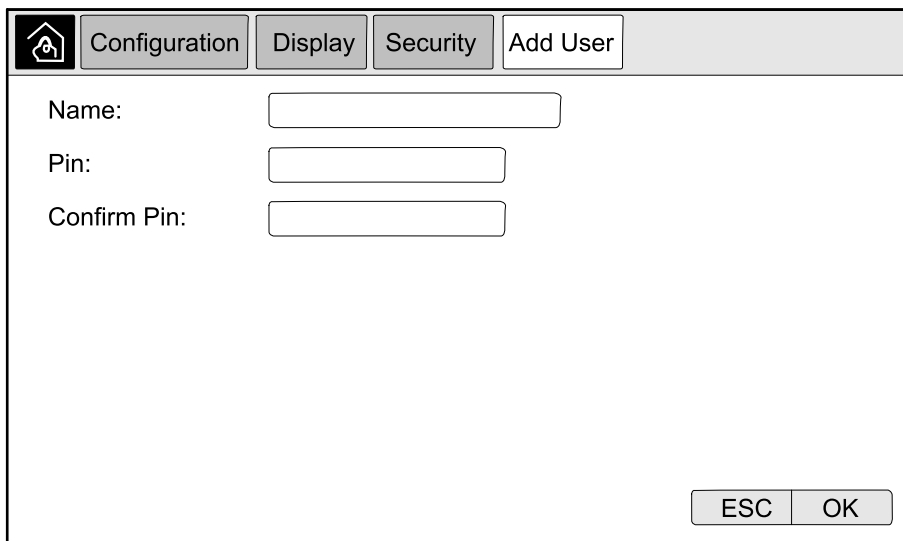 Configuration Display Security Add User
Name:
Pin:
Confirm Pin:
ESC OK